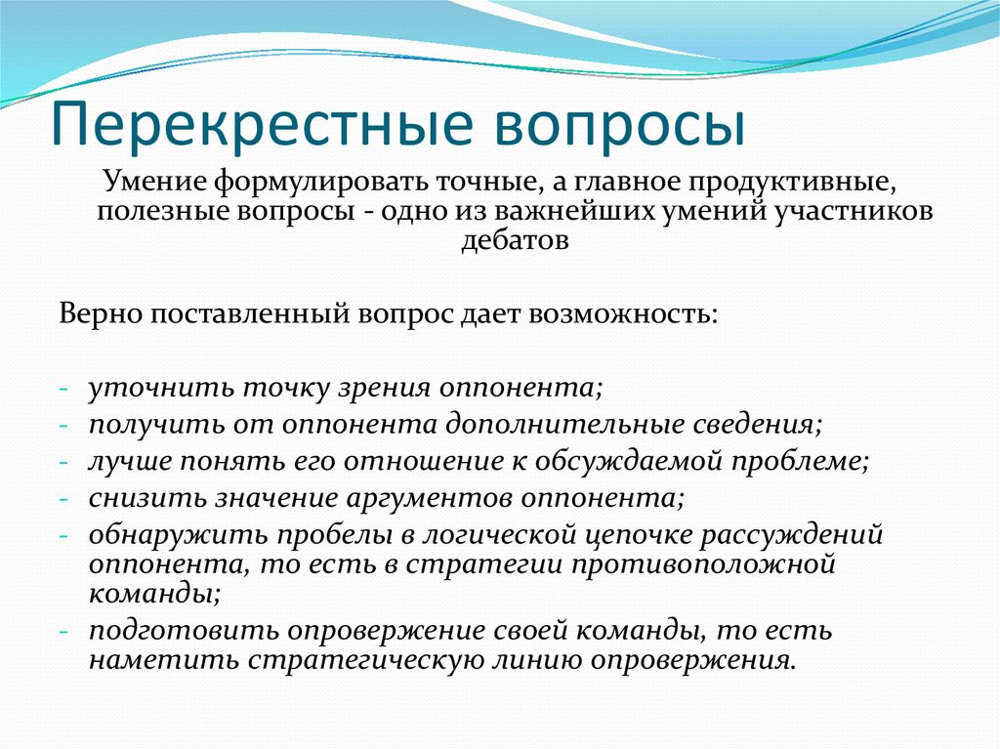 Перекрестные вопросы
Умение формулировать точные, а главное продуктивные,
полезные вопросы - одно из важнейших умений участников
дебатов
Верно поставленный вопрос дает возможность:
- уточнить точку зрения оппонента;
- получить от оппонента дополнительные сведения;
- лучше понять его отношение к обсуждаемой проблеме;
- снизить значение аргументов оппонента;
- обнаружить пробелы в логической цепочке рассуждений
оппонента, то есть в стратегии противоположной
команды;
- подготовить опровержение своей команды, то есть
наметить стратегическую линию опровержения.